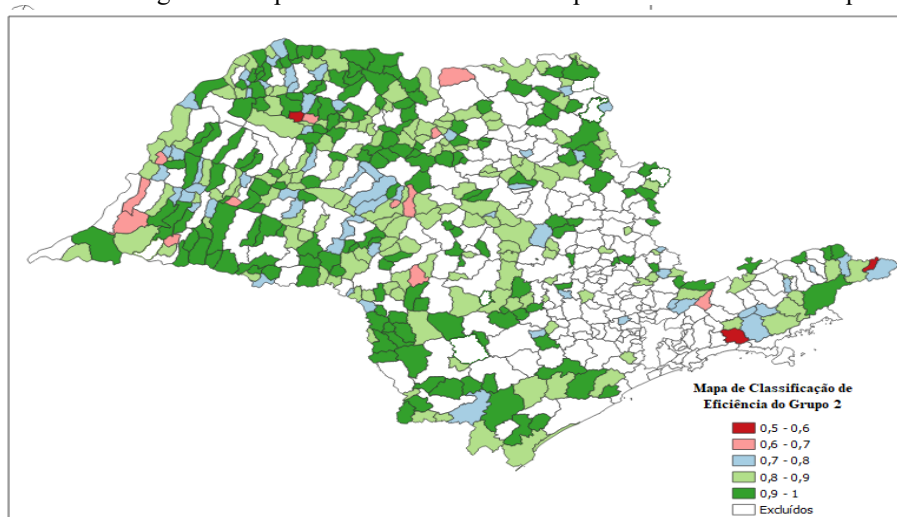 Mapa de Classificação de
Eficiência do Grupo 2
0,5 - 0,6
0,6 - 0,7
0,7 - 0,8
0,8 - 0,9
0,9 - 1
Excluídos